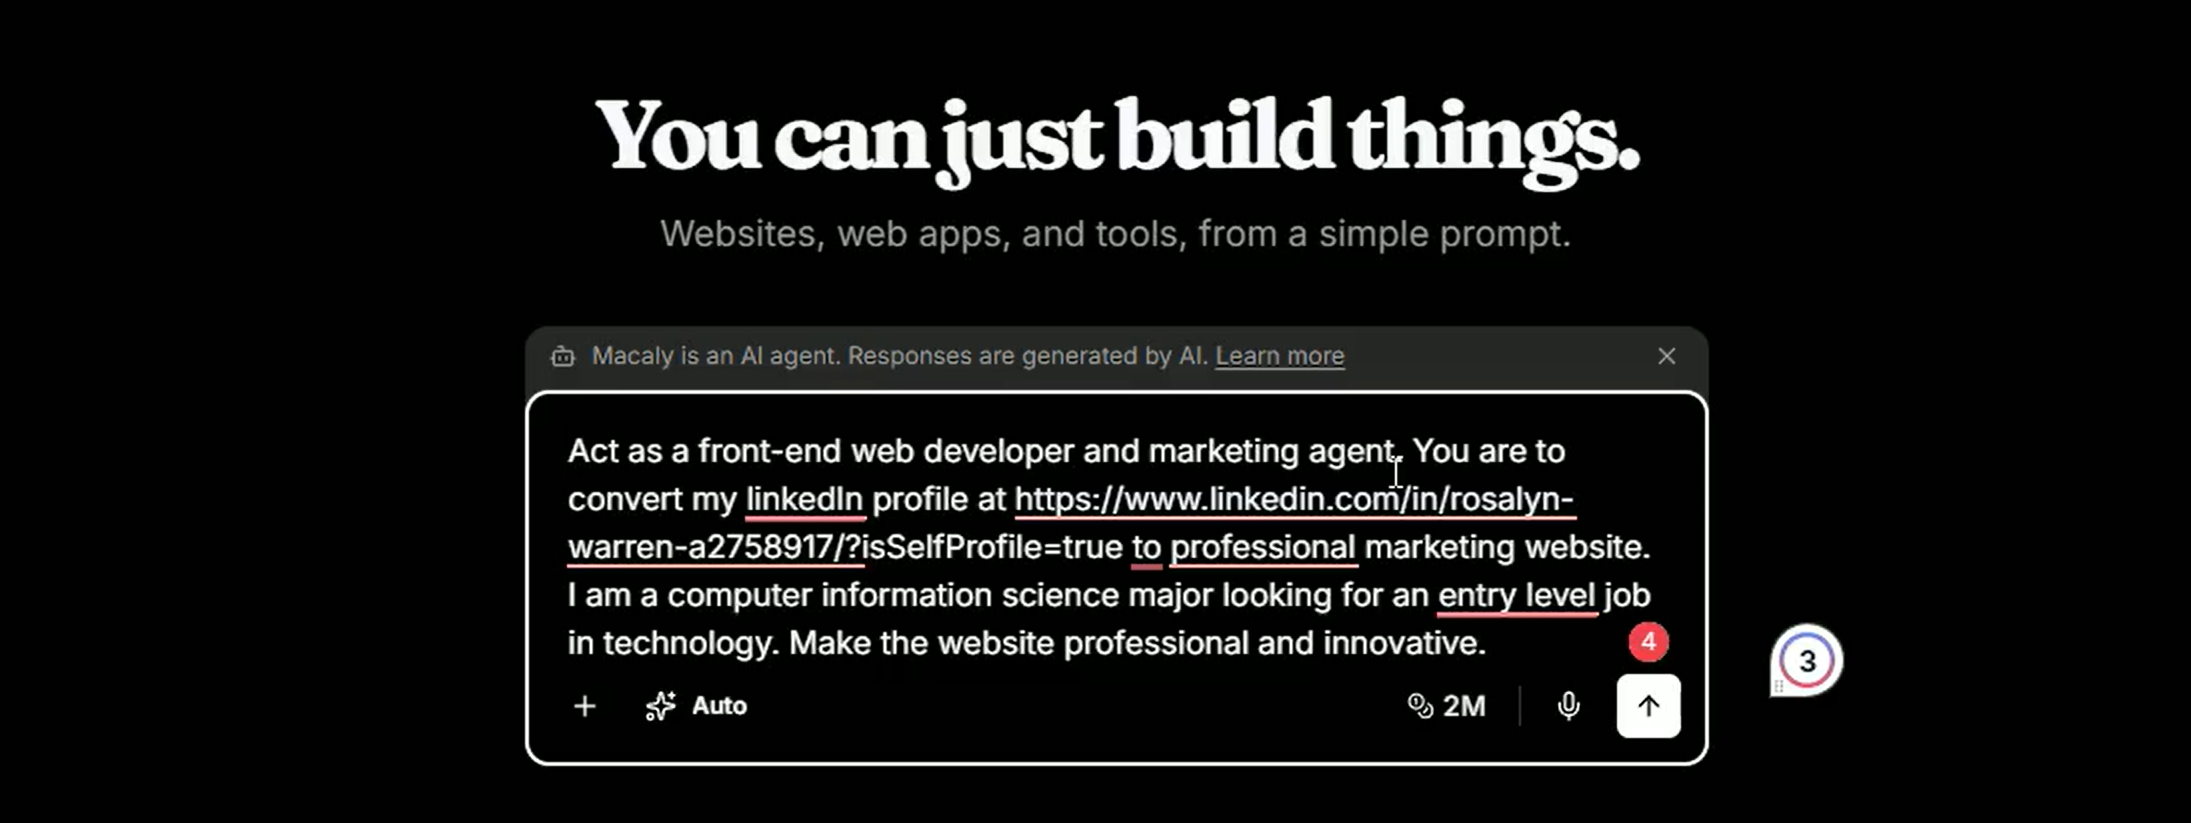 You can just build things.
Websites, web apps, and tools, from a simple prompt.
Macaly is an AI agent. Responses are generated by AI. Learn more
Act as a front-end web developer and marketing agent. You are to
convert my linkedIn profile at https://www.linkedin.com/in/rosalyn-
warren-a2758917/?isSelfProfile=true to professional marketing website.
I am a computer information science major looking for an entry level job
in technology. Make the website professional and innovative.
4
3
Auto
2M